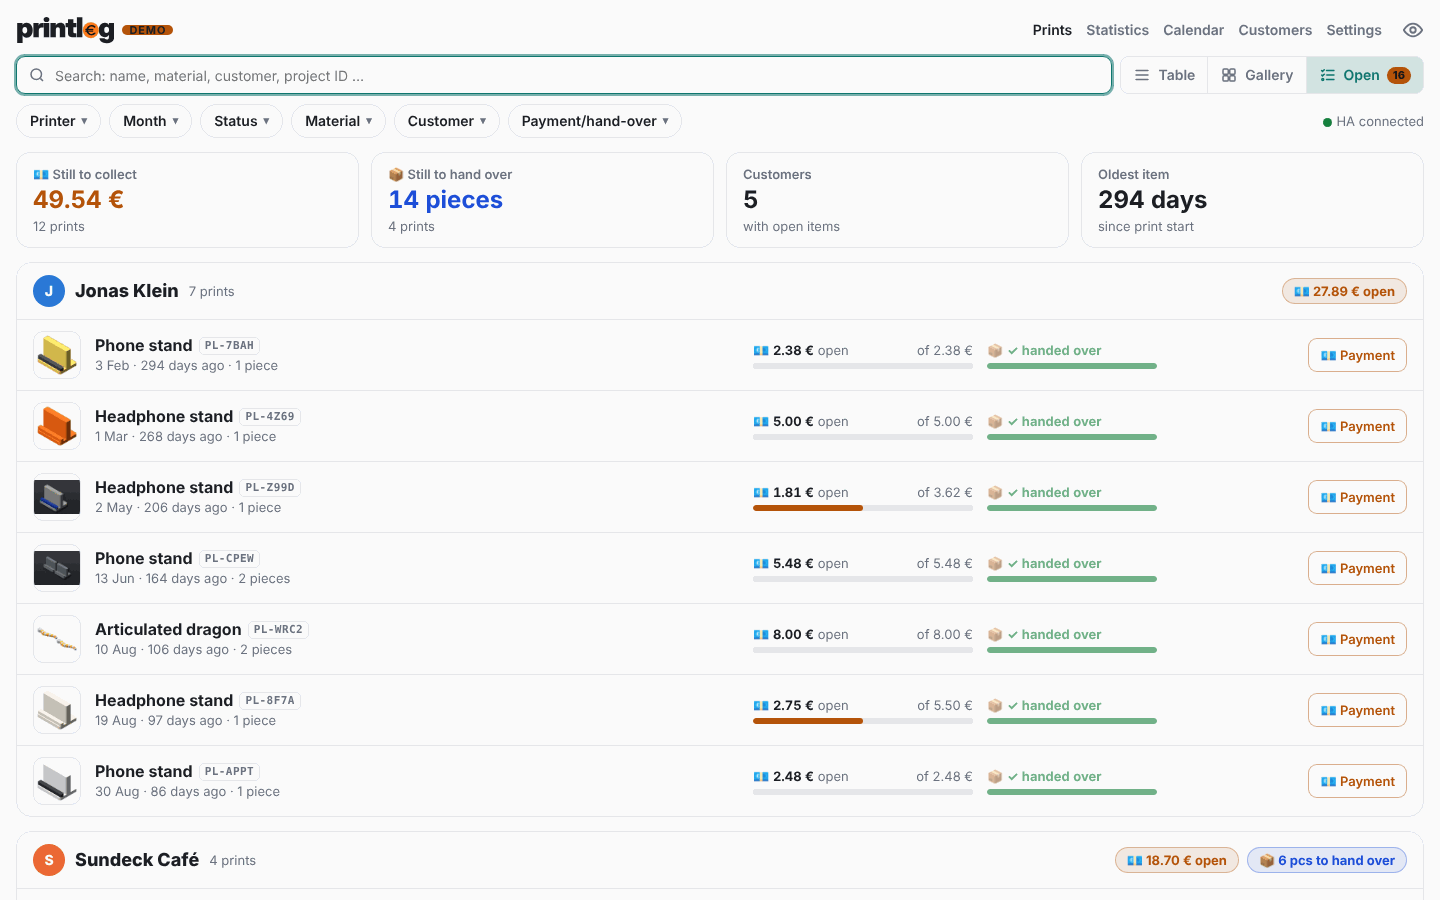 printl€g DEMO
Prints Statistics Calendar Customers Settings
Search: name, material, customer, project ID ...
Table Gallery Open 16
Printer ▾ Month ▾ Status ▾ Material ▾ Customer ▾ Payment/hand-over ▾
HA connected
Still to collect
49.54 €
12 prints
Still to hand over
14 pieces
4 prints
Customers
5
with open items
Oldest item
294 days
since print start
J Jonas Klein 7 prints 27.89 € open
Phone stand PL-7BAH
3 Feb · 294 days ago · 1 piece
2.38 € open of 2.38 € ✓ handed over Payment
Headphone stand PL-4Z69
1 Mar · 268 days ago · 1 piece
5.00 € open of 5.00 € ✓ handed over Payment
Headphone stand PL-Z99D
2 May · 206 days ago · 1 piece
1.81 € open of 3.62 € ✓ handed over Payment
Phone stand PL-CPEW
13 Jun · 164 days ago · 2 pieces
5.48 € open of 5.48 € ✓ handed over Payment
Articulated dragon PL-WRC2
10 Aug · 106 days ago · 2 pieces
8.00 € open of 8.00 € ✓ handed over Payment
Headphone stand PL-8F7A
19 Aug · 97 days ago · 1 piece
2.75 € open of 5.50 € ✓ handed over Payment
Phone stand PL-APPT
30 Aug · 86 days ago · 1 piece
2.48 € open of 2.48 € ✓ handed over Payment
S Sundeck Café 4 prints 18.70 € open 6 pcs to hand over